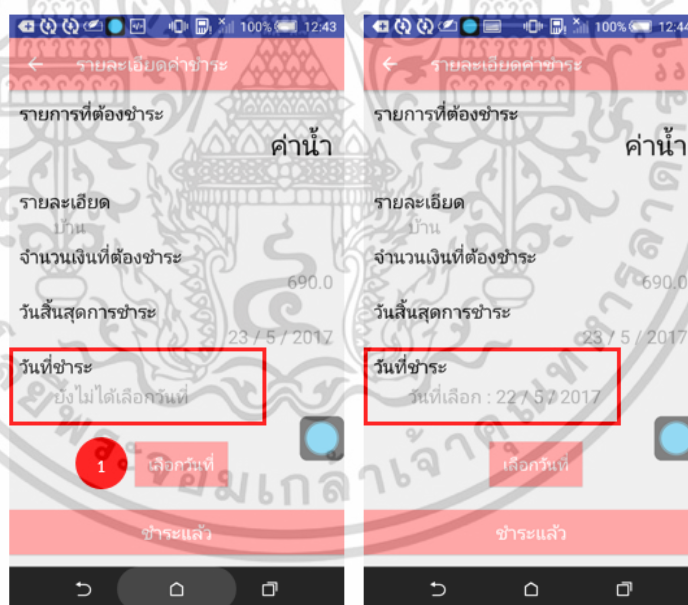 100% 12:43
รายละเอียดค่าชำระ
รายการที่ต้องชำระ
ค่าน้ำ
รายละเอียด
บ้าน
จำนวนเงินที่ต้องชำระ
690.0
วันสิ้นสุดการชำระ
23 / 5 / 2017
วันที่ชำระ
ยังไม่ได้เลือกวันที่
1
เลือกวันที่
ชำระแล้ว
100% 12:44
รายละเอียดค่าชำระ
รายการที่ต้องชำระ
ค่าน้ำ
รายละเอียด
บ้าน
จำนวนเงินที่ต้องชำระ
690.0
วันสิ้นสุดการชำระ
23 / 5 / 2017
วันที่ชำระ
วันที่เลือก : 22 / 5 / 2017
เลือกวันที่
ชำระแล้ว